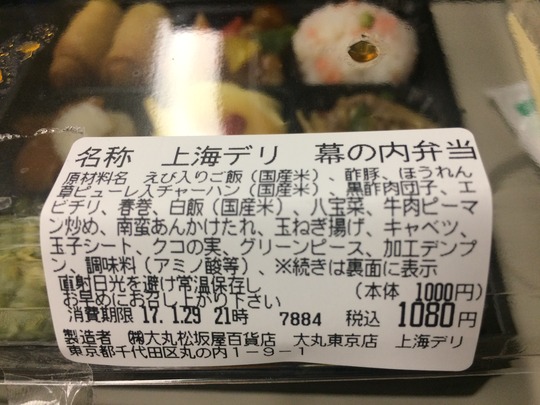 名称　上海デリ　幕の内弁当
原材料名　えび入りご飯（国産米）、酢豚、ほうれん
草ピューレ入チャーハン（国産米）、黒酢肉団子、エ
ビチリ、春巻、白飯（国産米）、八宝菜、牛肉ピーマ
ン炒め、南蛮あんかけたれ、玉ねぎ揚げ、キャベツ、
玉子シート、クコの実、グリーンピース、加工デンプ
ン、調味料（アミノ酸等）、※続きは裏面に表示
直射日光を避け常温保存し
お早めにお召し上がり下さい
（本体　1000円）
消費期限 17. 1.29 21時　7884　税込 1080円
製造者　㈱大丸松坂屋百貨店　大丸東京店　上海デリ
東京都千代田区丸の内１－９－１